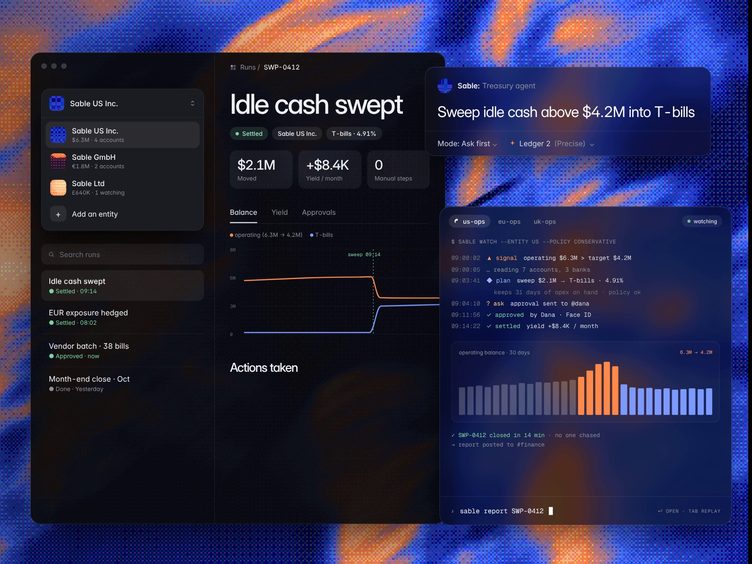 Sable US Inc.
Sable US Inc.
$6.3M · 4 accounts
Sable GmbH
€1.8M · 2 accounts
Sable Ltd
£640K · 1 watching
+ Add an entity
Search runs
Idle cash swept
Settled · 09:14
EUR exposure hedged
Settled · 08:02
Vendor batch · 38 bills
Approved · now
Month-end close · Oct
Done · Yesterday
Runs / SWP-0412
Idle cash swept
Settled
Sable US Inc.
T-bills · 4.91%
$2.1M
Moved
+$8.4K
Yield / month
0
Manual steps
Balance Yield Approvals
operating (6.3M → 4.2M) T-bills
sweep 09:14
0
Actions taken
Sable: Treasury agent
Sweep idle cash above $4.2M into T-bills
Mode: Ask first
Ledger 2 (Precise)
us-ops eu-ops uk-ops
watching
$ SABLE WATCH --ENTITY US --POLICY CONSERVATIVE
09:00:02 ▲ signal operating $6.3M > target $4.2M
09:00:05 … reading 7 accounts, 3 banks
09:03:41 ◆ plan sweep $2.1M → T-bills · 4.91%
keeps 31 days of opex on hand · policy ok
09:04:10 ? ask approval sent to @dana
09:11:56 ✓ approved by Dana · Face ID
09:14:22 ✓ settled yield +$8.4K / month
operating balance · 30 days
6.3M → 4.2M
✓ SWP-0412 closed in 14 min · no one chased
→ report posted to #finance
› sable report SWP-0412
↵ OPEN · TAB REPLAY